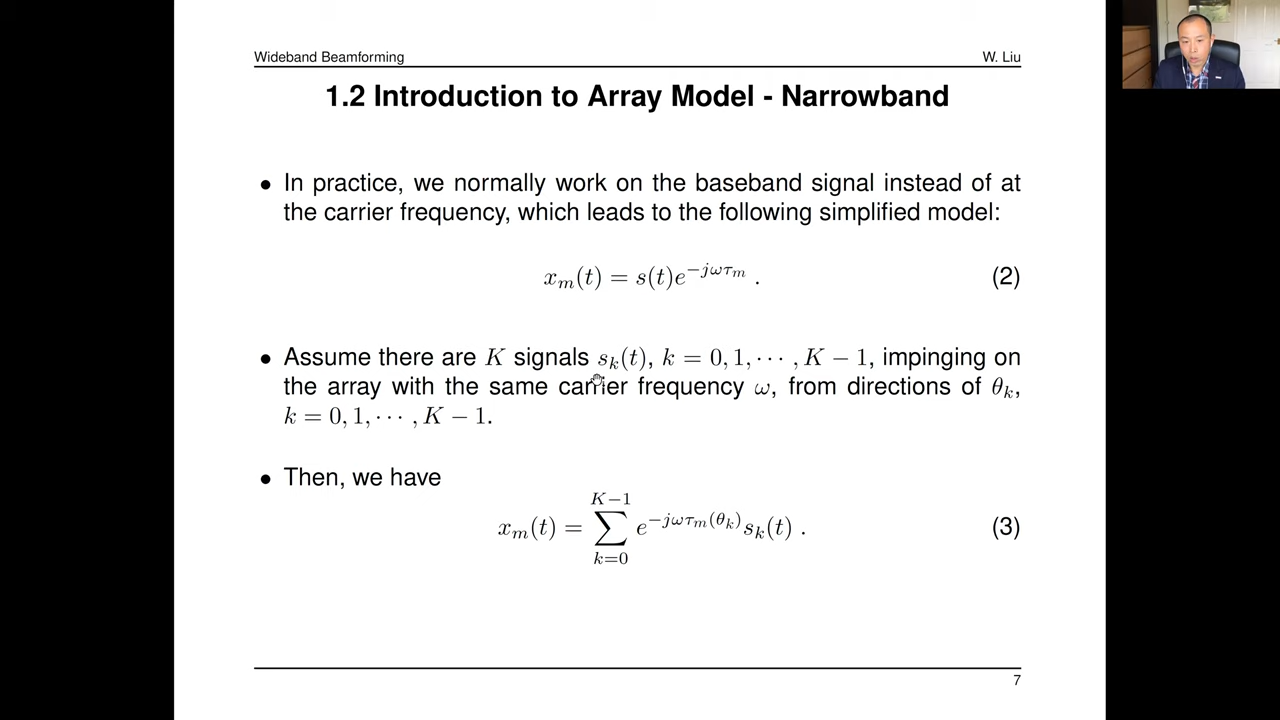 Wideband Beamforming W. Liu
1.2 Introduction to Array Model - Narrowband
• In practice, we normally work on the baseband signal instead of at
the carrier frequency, which leads to the following simplified model:
x_m(t) = s(t)e^{−jωτ_m} . (2)
• Assume there are K signals s_k(t), k = 0, 1, ⋯ , K − 1, impinging on
the array with the same carrier frequency ω, from directions of θ_k,
k = 0, 1, ⋯ , K − 1.
• Then, we have
x_m(t) = \sum_{k=0}^{K−1} e^{−jωτ_m(θ_k)} s_k(t) . (3)
7